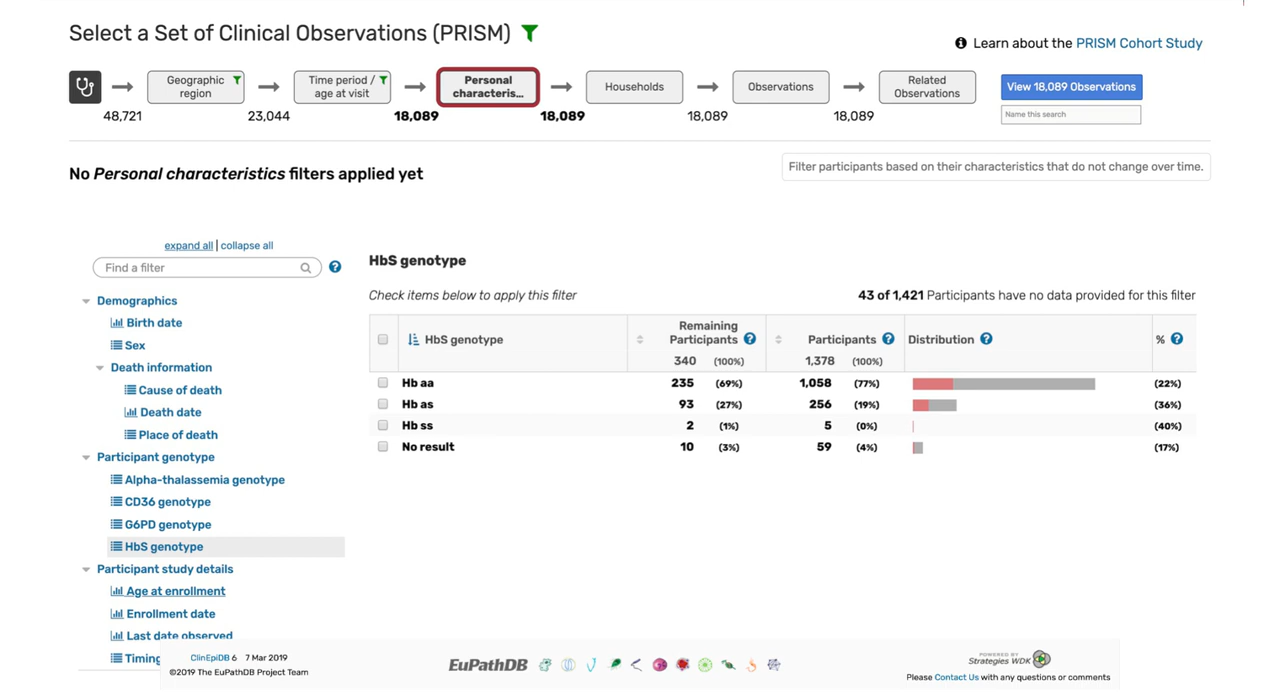 Select a Set of Clinical Observations (PRISM)
Learn about the PRISM Cohort Study
Geographic region
Time period / age at visit
Personal characteris...
Households
Observations
Related Observations
View 18,089 Observations
Name this search
48,721
23,044
18,089
18,089
18,089
18,089
No Personal characteristics filters applied yet
Filter participants based on their characteristics that do not change over time.
expand all | collapse all
Find a filter
Demographics
Birth date
Sex
Death information
Cause of death
Death date
Place of death
Participant genotype
Alpha-thalassemia genotype
CD36 genotype
G6PD genotype
HbS genotype
Participant study details
Age at enrollment
Enrollment date
Last date observed
Timing
HbS genotype
Check items below to apply this filter
43 of 1,421 Participants have no data provided for this filter
HbS genotype Remaining Participants Participants Distribution %
340 (100%) 1,378 (100%)
Hb aa 235 (69%) 1,058 (77%) (22%)
Hb as 93 (27%) 256 (19%) (36%)
Hb ss 2 (1%) 5 (0%) (40%)
No result 10 (3%) 59 (4%) (17%)
ClinEpiDB 6 7 Mar 2019
©2019 The EuPathDB Project Team
EuPathDB
POWERED BY
Strategies WDK
Please Contact Us with any questions or comments